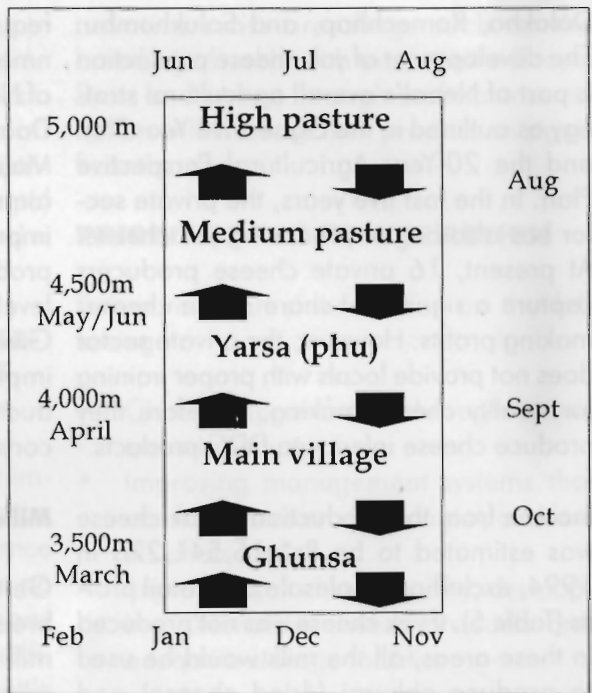 Jun Jul Aug
5,000 m High pasture
Aug
Medium pasture
4,500m
May/Jun
Yarsa (phu)
4,000m
April
Sept
Main village
Oct
3,500m
March
Ghunsa
Feb Jan Dec Nov